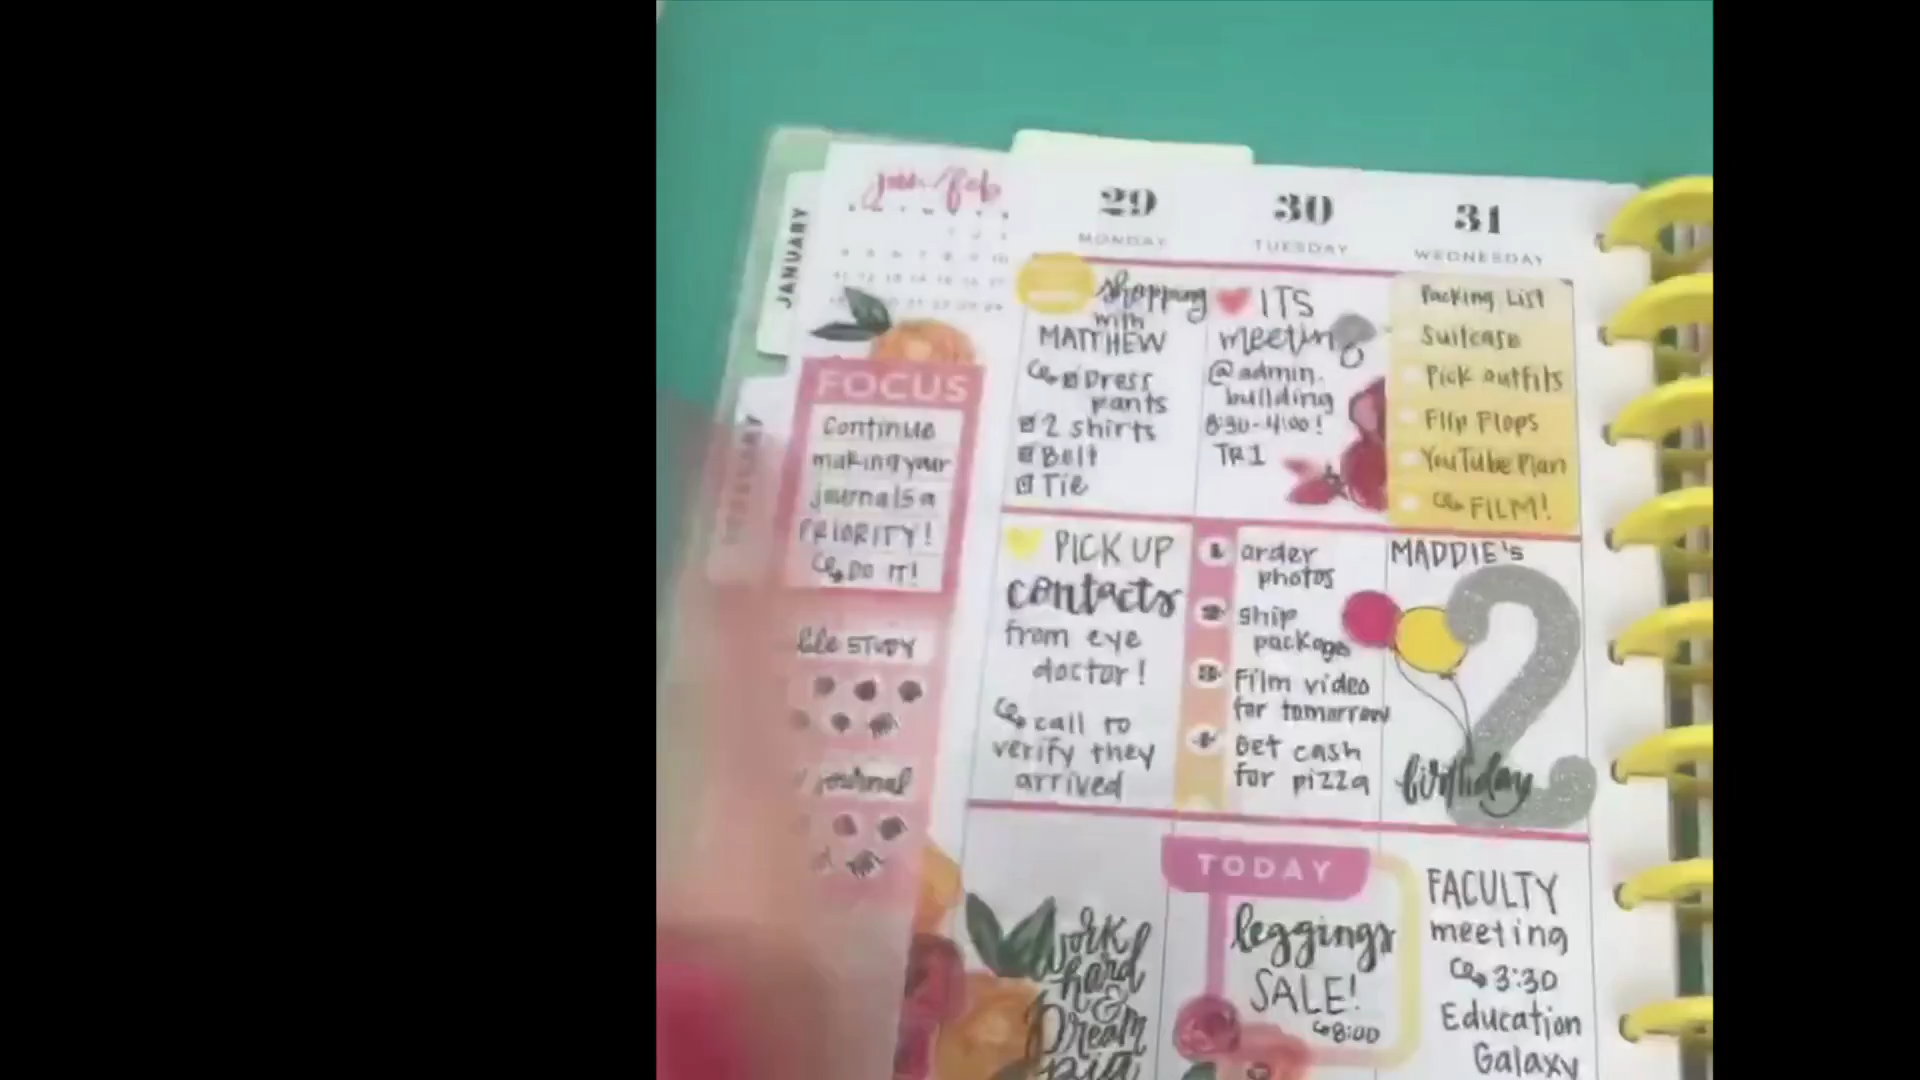 jan/feb
JANUARY
29
MONDAY
30
TUESDAY
31
WEDNESDAY
FOCUS
Continue
making your
journals a
PRIORITY!
DO IT!
STUDY
journal
shopping
with
MATTHEW
Dress
pants
2 shirts
Belt
Tie
ITS
meeting
@admin.
building
8:30-4:00!
TR1
Packing List
Suitcase
Pick outfits
Flip Flops
YouTube Plan
FILM!
PICK UP
contacts
from eye
doctor!
call to
verify they
arrived
order
photos
ship
package
Film video
for tomorrow
Get cash
for pizza
MADDIE's
2
birthday
work
hard
&
Dream
big
TODAY
leggings
SALE!
8:00
FACULTY
meeting
3:30
Education
Galaxy